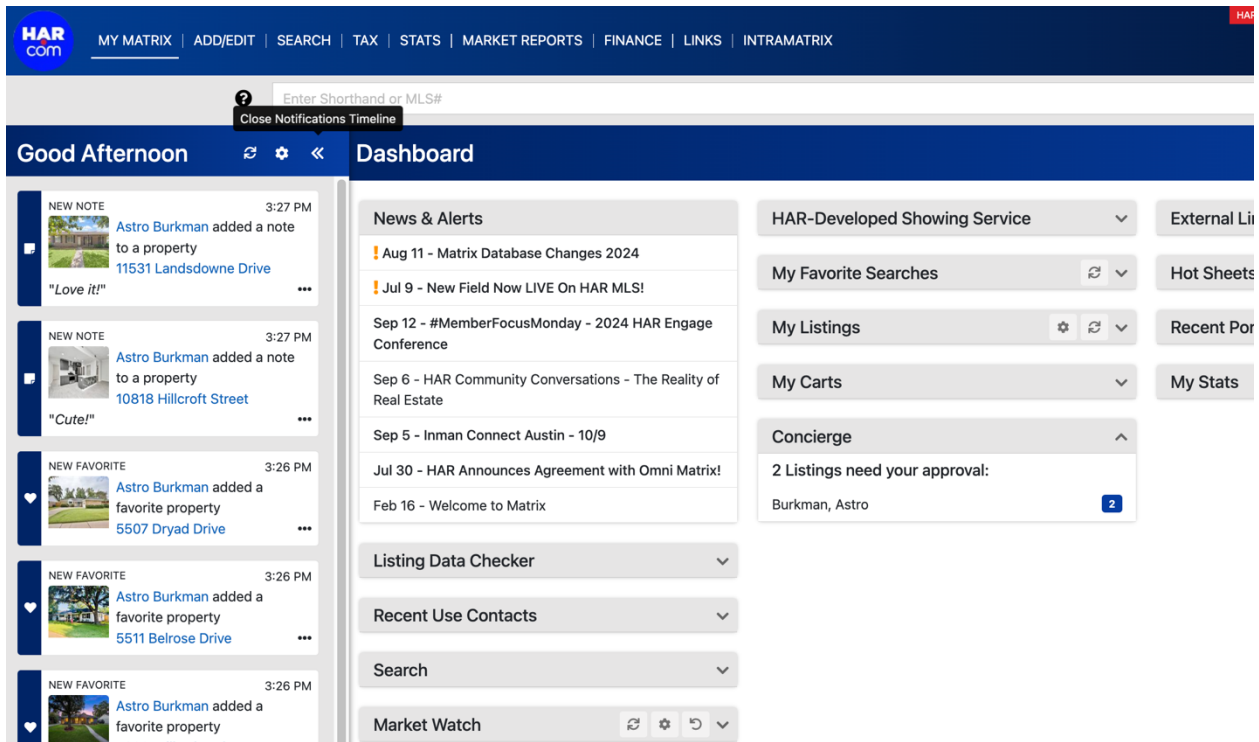 HAR
com
MY MATRIX | ADD/EDIT | SEARCH | TAX | STATS | MARKET REPORTS | FINANCE | LINKS | INTRAMATRIX
HAR
?
Enter Shorthand or MLS#
Close Notifications Timeline
Good Afternoon
NEW NOTE 3:27 PM
Astro Burkman added a note
to a property
11531 Landsdowne Drive
"Love it!"
NEW NOTE 3:27 PM
Astro Burkman added a note
to a property
10818 Hillcroft Street
"Cute!"
NEW FAVORITE 3:26 PM
Astro Burkman added a
favorite property
5507 Dryad Drive
NEW FAVORITE 3:26 PM
Astro Burkman added a
favorite property
5511 Belrose Drive
NEW FAVORITE 3:26 PM
Astro Burkman added a
favorite property
Dashboard
News & Alerts
! Aug 11 - Matrix Database Changes 2024
! Jul 9 - New Field Now LIVE On HAR MLS!
Sep 12 - #MemberFocusMonday - 2024 HAR Engage
Conference
Sep 6 - HAR Community Conversations - The Reality of
Real Estate
Sep 5 - Inman Connect Austin - 10/9
Jul 30 - HAR Announces Agreement with Omni Matrix!
Feb 16 - Welcome to Matrix
Listing Data Checker
Recent Use Contacts
Search
Market Watch
HAR-Developed Showing Service
My Favorite Searches
My Listings
My Carts
Concierge
2 Listings need your approval:
Burkman, Astro 2
External Li
Hot Sheets
Recent Por
My Stats